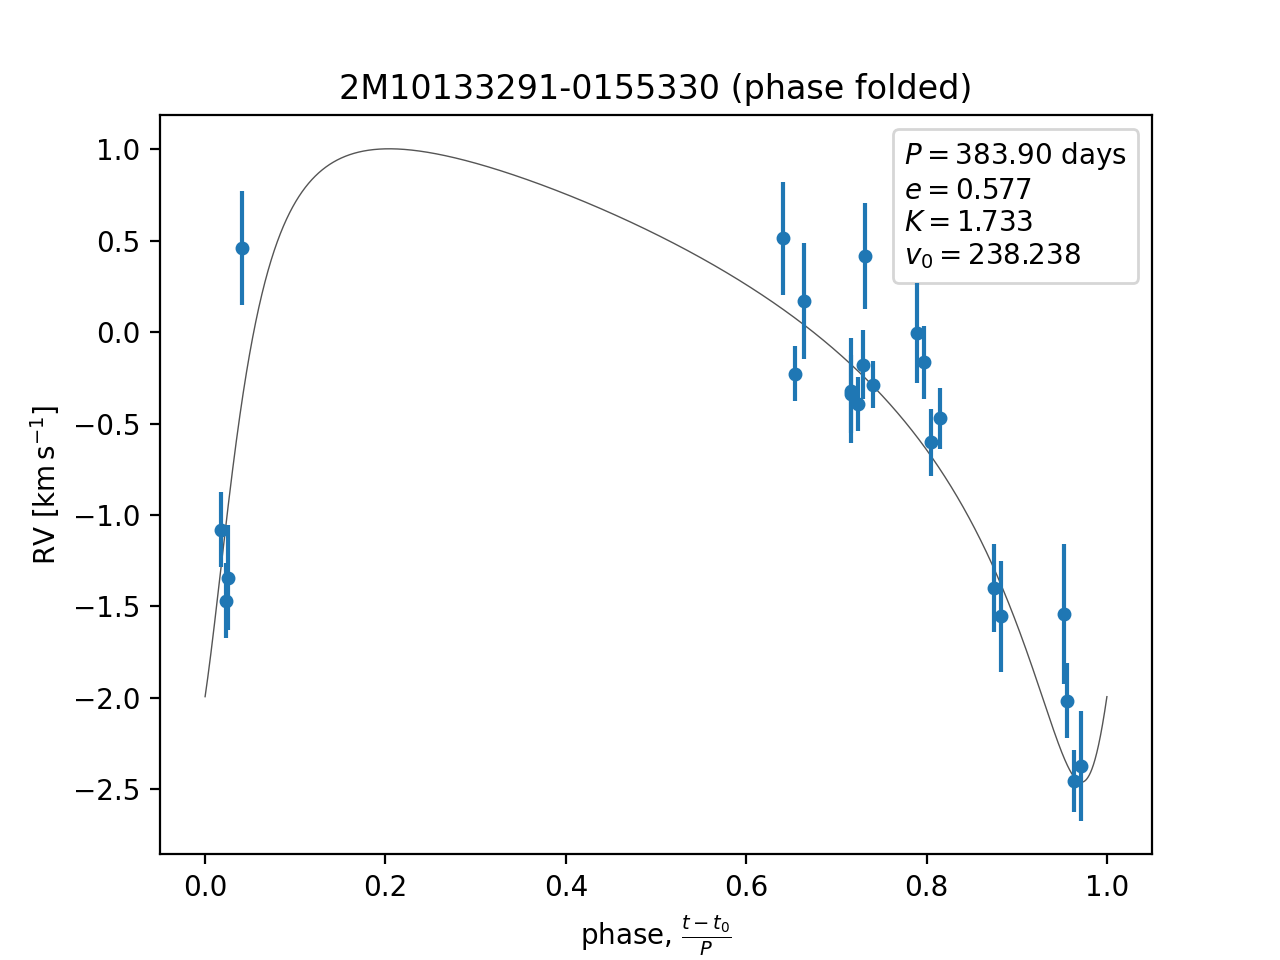 2M10133291-0155330 (phase folded)
P = 383.90 days
e = 0.577
K = 1.733
v₀ = 238.238
RV [km s⁻¹]
1.0
0.5
0.0
−0.5
−1.0
−1.5
−2.0
−2.5
0.0 0.2 0.4 0.6 0.8 1.0
phase, (t − t₀)/P